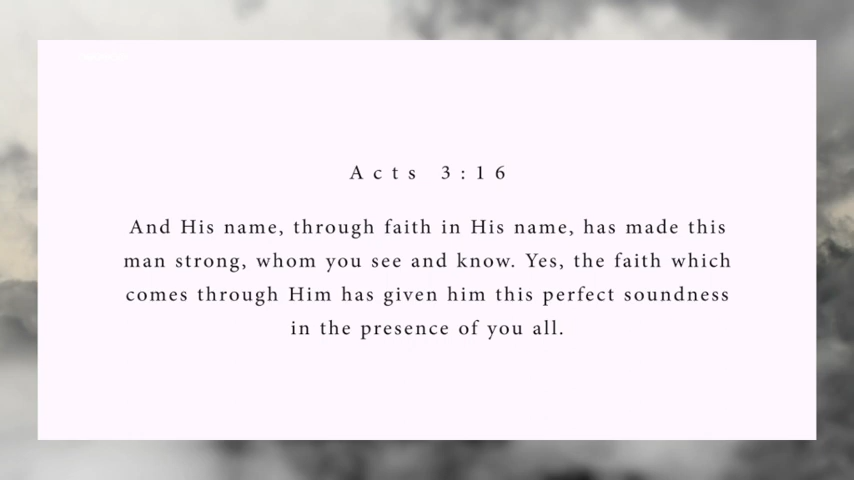 Acts 3:16
And His name, through faith in His name, has made this
man strong, whom you see and know. Yes, the faith which
comes through Him has given him this perfect soundness
in the presence of you all.